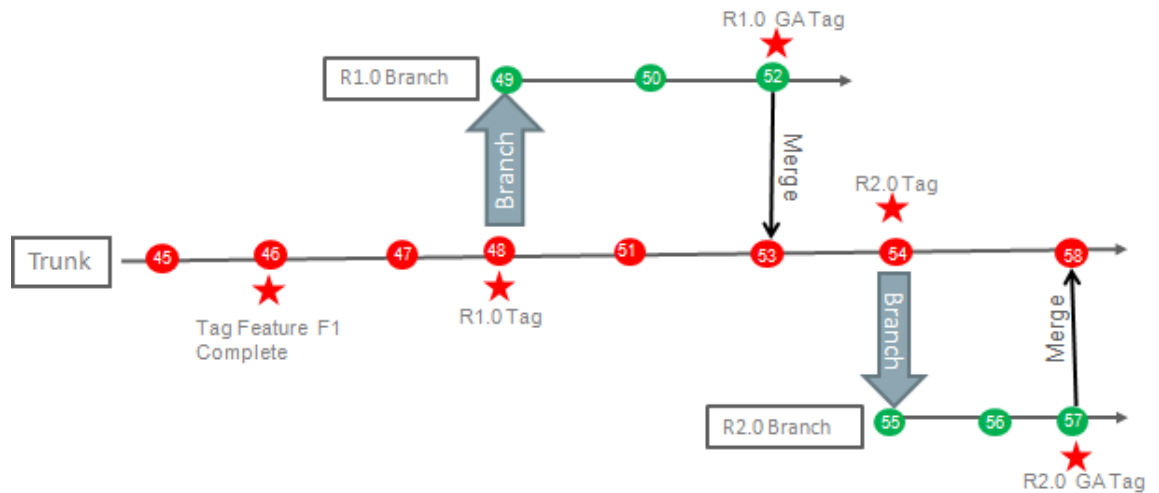 R1.0 GA Tag
R1.0 Branch
49
50
52
Branch
Merge
R2.0 Tag
Trunk
45
46
47
48
51
53
54
58
Tag Feature F1
Complete
R1.0 Tag
Branch
Merge
R2.0 Branch
55
56
57
R2.0 GA Tag